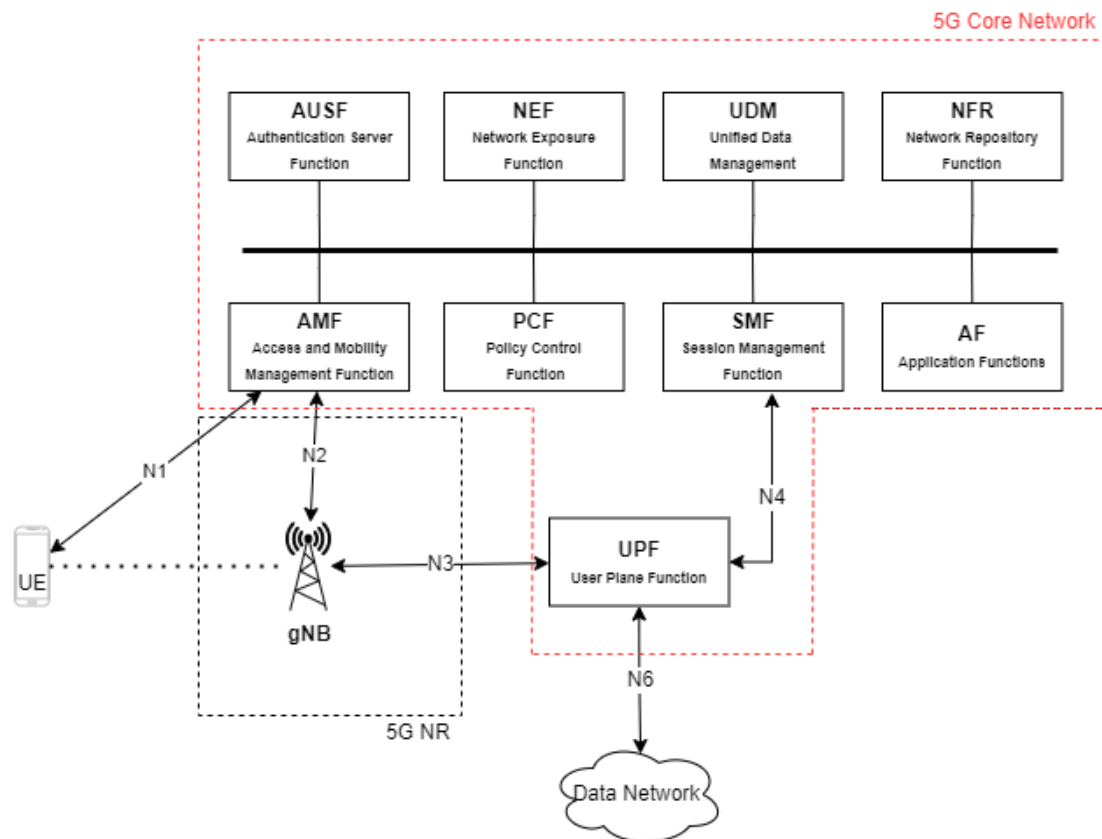 5G Core Network
AUSF
Authentication Server
Function
NEF
Network Exposure
Function
UDM
Unified Data
Management
NFR
Network Repository
Function
AMF
Access and Mobility
Management Function
PCF
Policy Control
Function
SMF
Session Management
Function
AF
Application Functions
N1
N2
N4
UE
N3
UPF
User Plane Function
gNB
N6
5G NR
Data Network